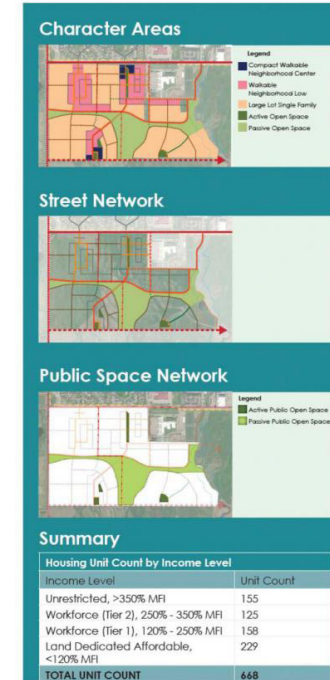 Character Areas
Legend
Compact Walkable
Neighborhood Center
Walkable
Neighborhood Low
Large Lot Single Family
Active Open Space
Passive Open Space
Street Network
Public Space Network
Legend
Active Public Open Space
Passive Public Open Space
Summary
Housing Unit Count by Income Level
Income Level Unit Count
Unrestricted, >350% MFI 155
Workforce (Tier 2), 250% - 350% MFI 125
Workforce (Tier 1), 120% - 250% MFI 158
Land Dedicated Affordable, 229
<120% MFI
TOTAL UNIT COUNT 668